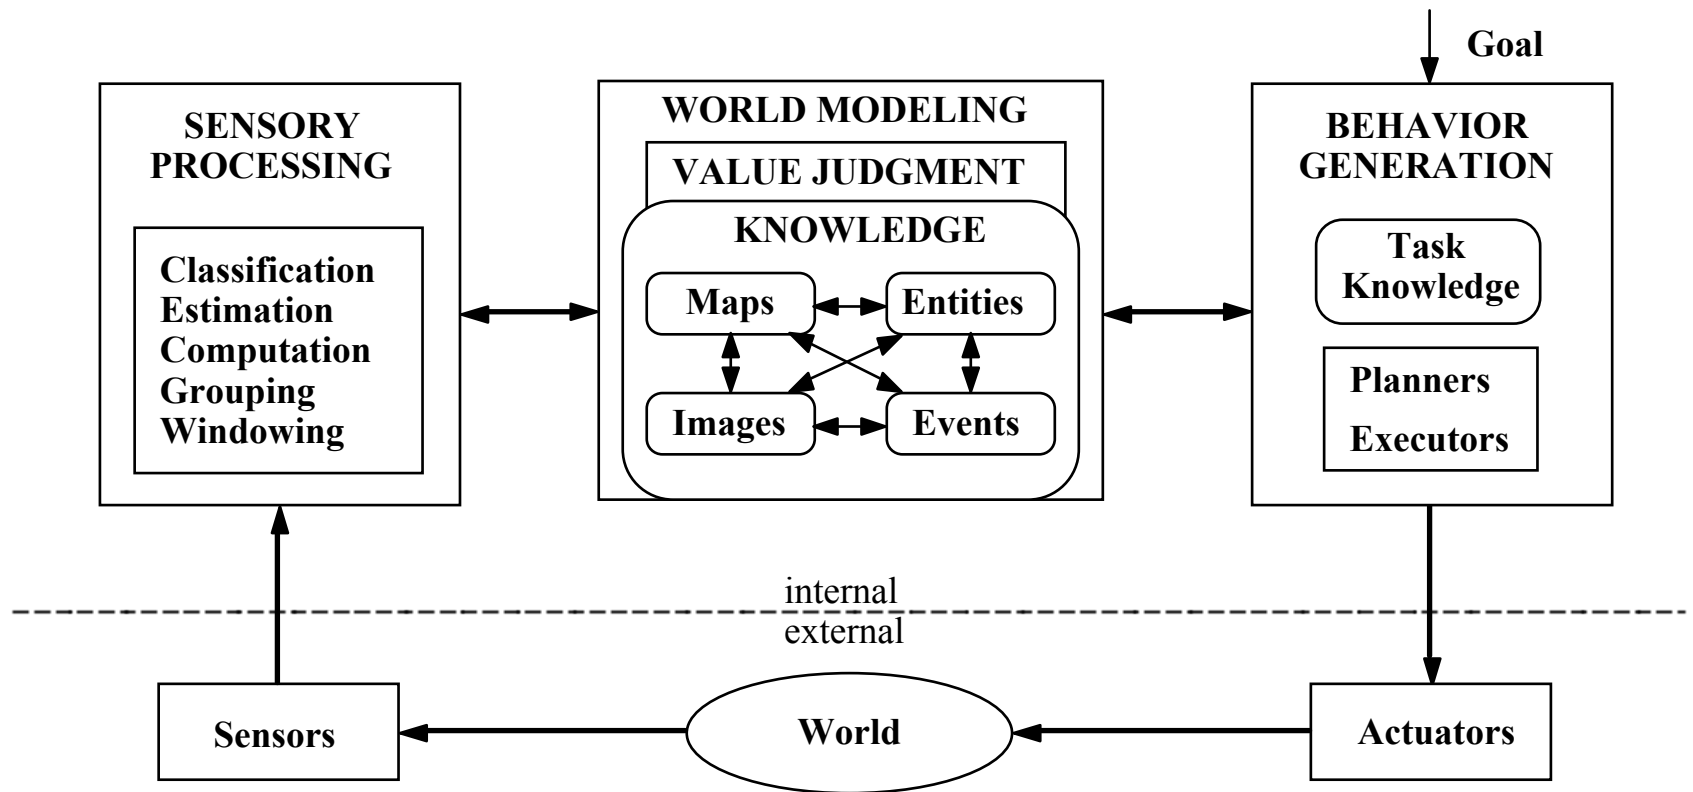 Goal
SENSORY
PROCESSING
Classification
Estimation
Computation
Grouping
Windowing
WORLD MODELING
VALUE JUDGMENT
KNOWLEDGE
Maps
Entities
Images
Events
BEHAVIOR
GENERATION
Task
Knowledge
Planners
Executors
internal
external
Sensors
World
Actuators